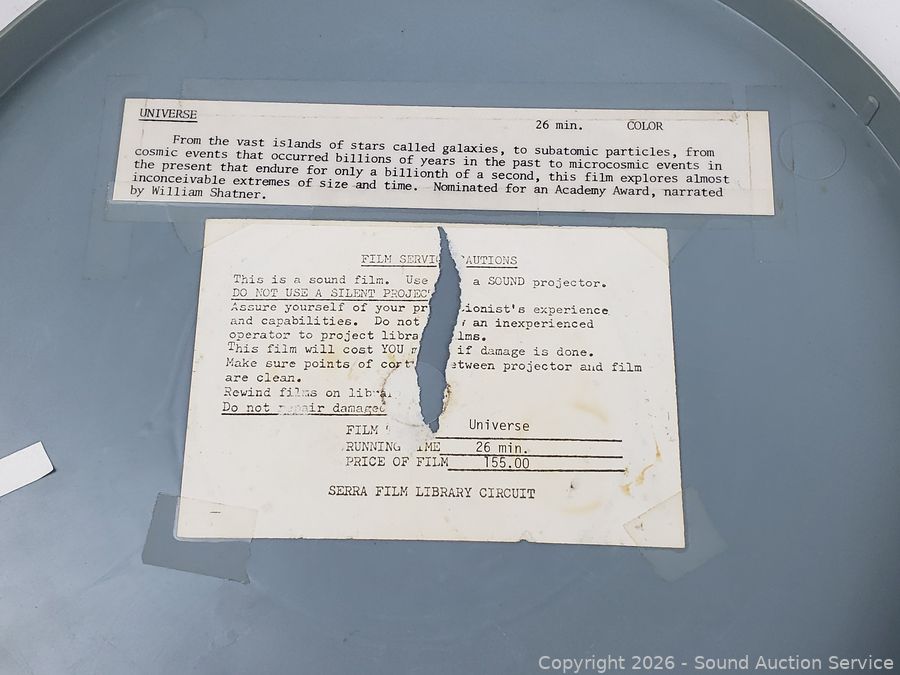 UNIVERSE
26 min. COLOR
From the vast islands of stars called galaxies, to subatomic particles, from
cosmic events that occurred billions of years in the past to microcosmic events in
the present that endure for only a billionth of a second, this film explores almost
inconceivable extremes of size and time. Nominated for an Academy Award, narrated
by William Shatner.
FILM SERVI AUTIONS
This is a sound film. Use a SOUND projector.
DO NOT USE A SILENT PROJEC
Assure yourself of your pr tionist's experience
and capabilities. Do not an inexperienced
operator to project libra lms.
This film will cost YOU if damage is done.
Make sure points of cont etween projector and film
are clean.
Rewind films on libra
Do not repair damaged
FILM Universe
RUNNING IME 26 min.
PRICE OF FILM 155.00
SERRA FILM LIBRARY CIRCUIT
Copyright 2026 - Sound Auction Service